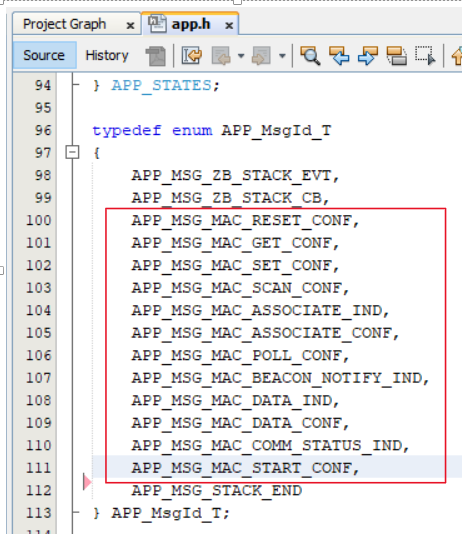 Project Graph x app.h x
Source History
94 } APP_STATES;
95
96 typedef enum APP_MsgId_T
97 {
98 APP_MSG_ZB_STACK_EVT,
99 APP_MSG_ZB_STACK_CB,
100 APP_MSG_MAC_RESET_CONF,
101 APP_MSG_MAC_GET_CONF,
102 APP_MSG_MAC_SET_CONF,
103 APP_MSG_MAC_SCAN_CONF,
104 APP_MSG_MAC_ASSOCIATE_IND,
105 APP_MSG_MAC_ASSOCIATE_CONF,
106 APP_MSG_MAC_POLL_CONF,
107 APP_MSG_MAC_BEACON_NOTIFY_IND,
108 APP_MSG_MAC_DATA_IND,
109 APP_MSG_MAC_DATA_CONF,
110 APP_MSG_MAC_COMM_STATUS_IND,
111 APP_MSG_MAC_START_CONF,
112 APP_MSG_STACK_END
113 } APP_MsgId_T;